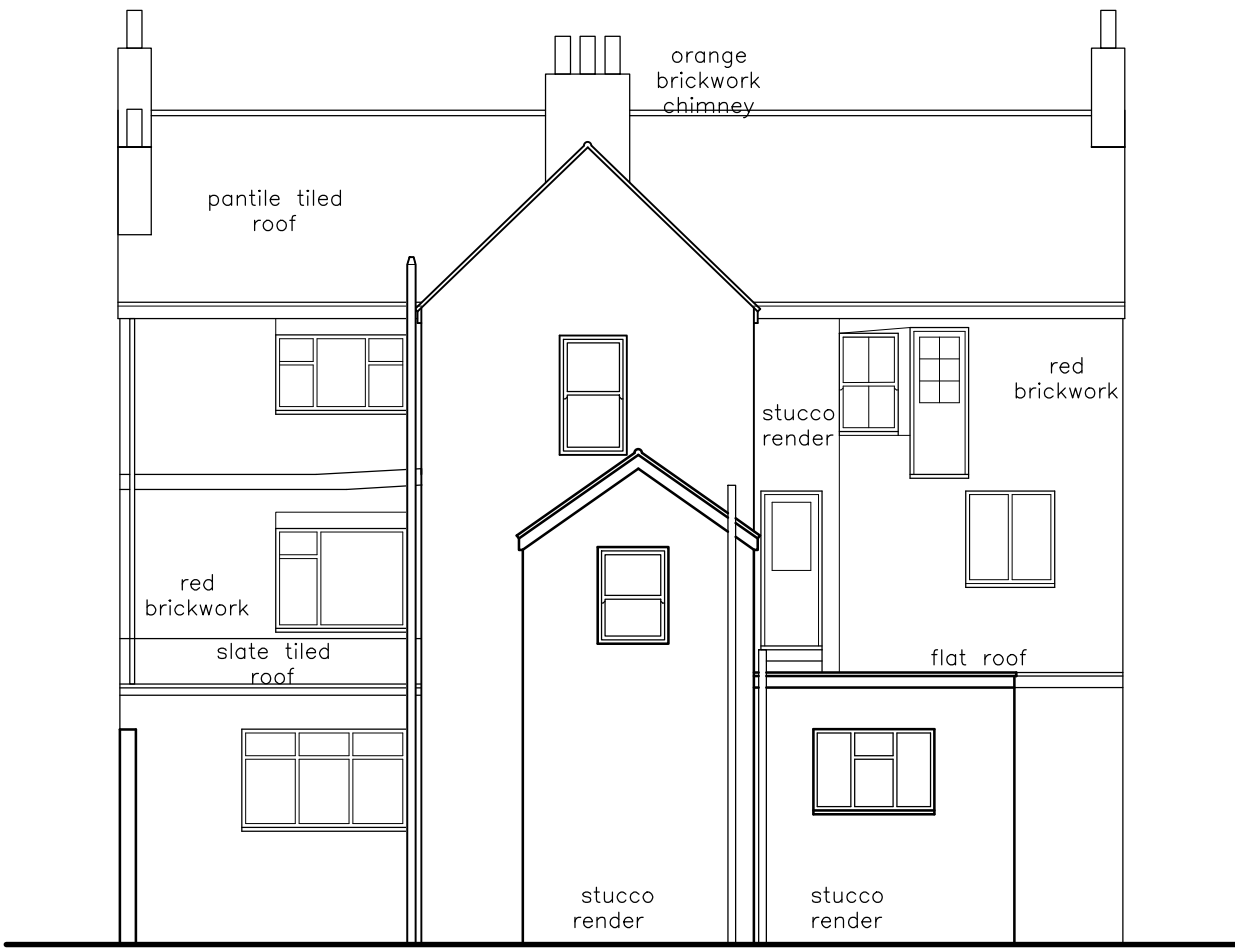 orange
brickwork
chimney
pantile tiled
roof
red
brickwork
stucco
render
red
brickwork
slate tiled
roof
flat roof
stucco
render
stucco
render